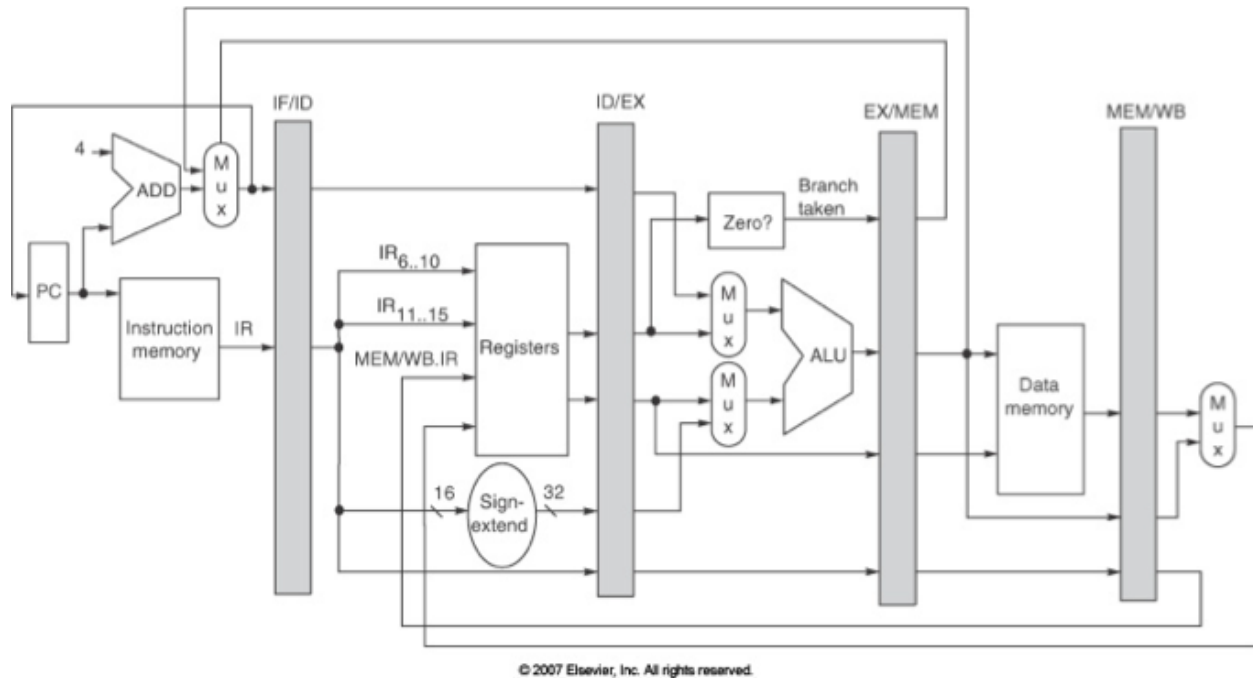 IF/ID
ID/EX
EX/MEM
MEM/WB
4
ADD
M
u
x
Branch
taken
Zero?
IR6..10
PC
Instruction
memory
IR
IR11..15
MEM/WB.IR
Registers
M
u
x
ALU
M
u
x
Data
memory
M
u
x
16
Sign-
extend
32
© 2007 Elsevier, Inc. All rights reserved.